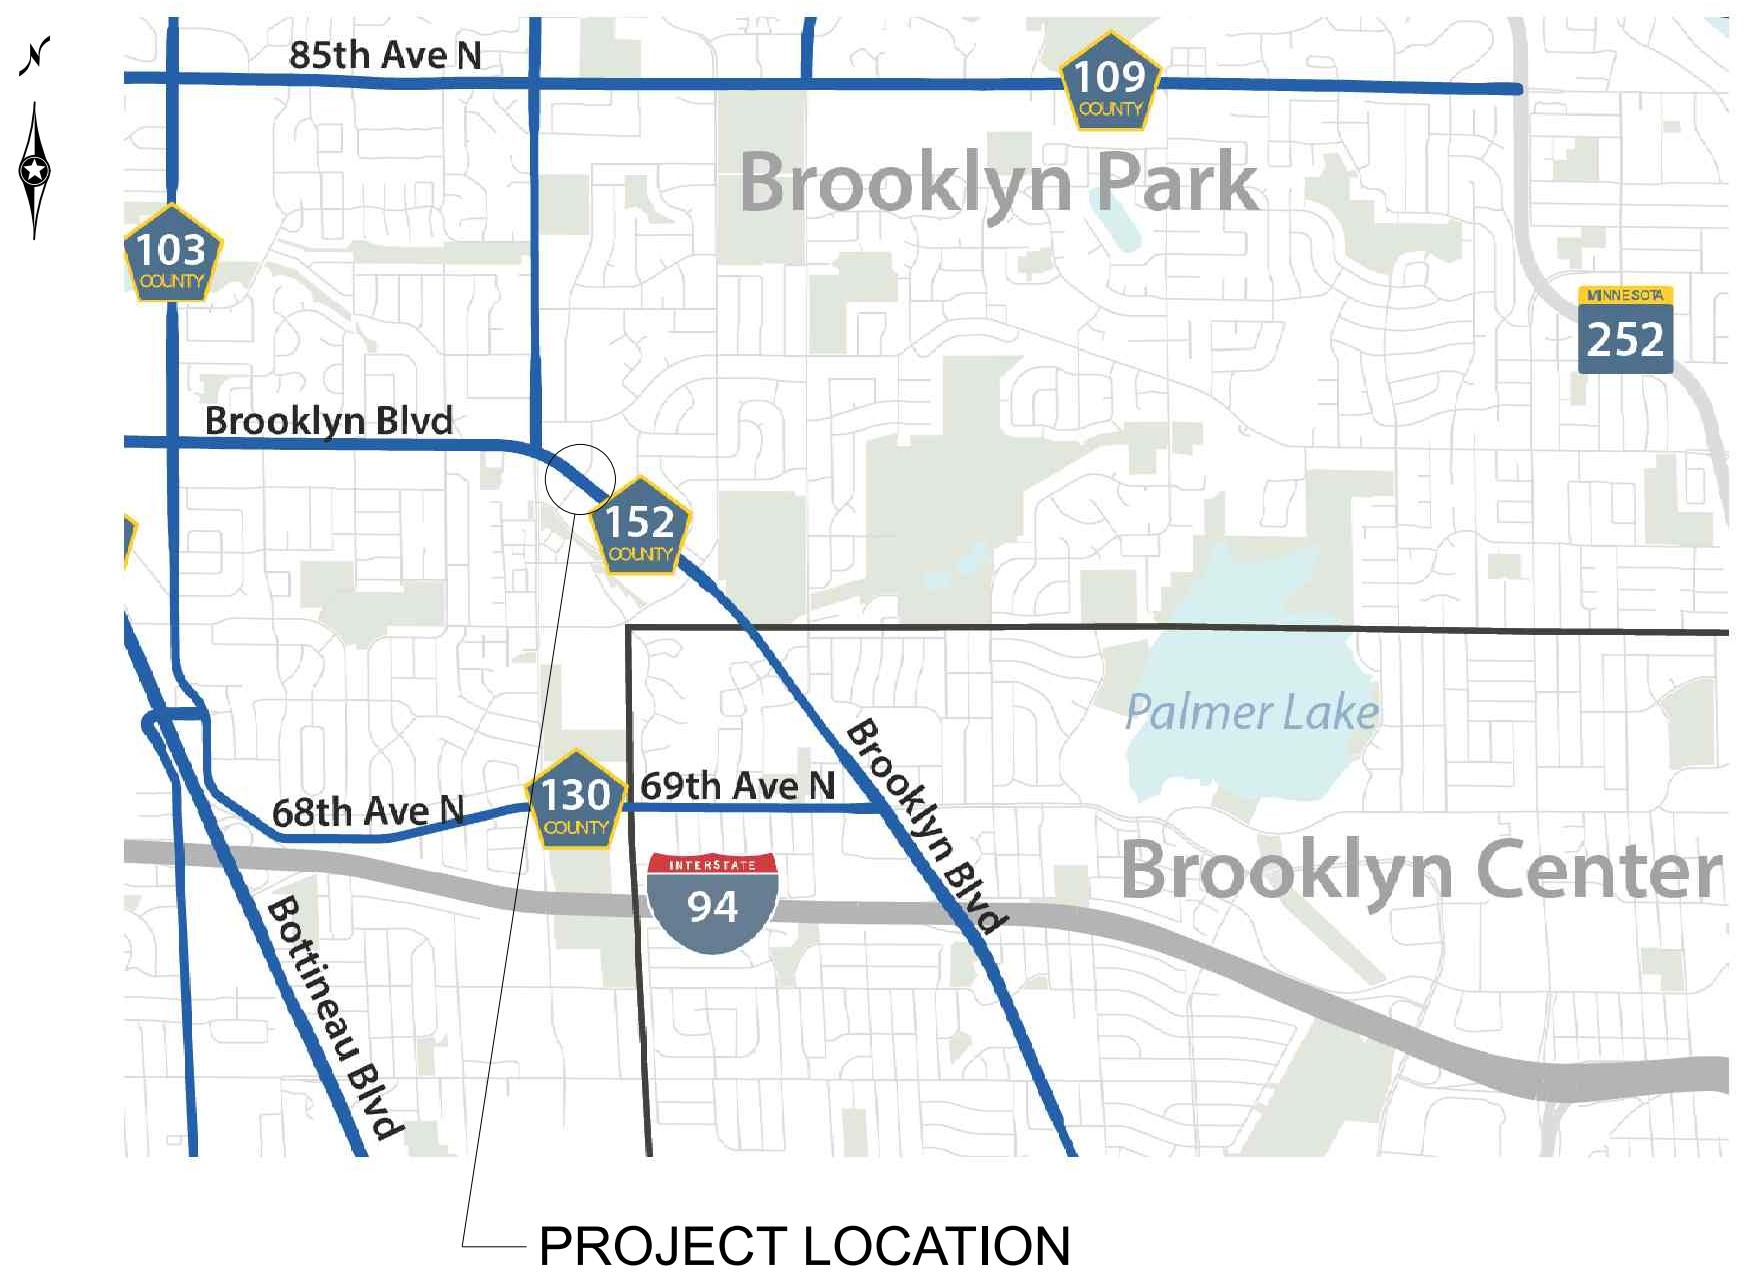 N
85th Ave N
109
COUNTY
Brooklyn Park
103
COUNTY
MINNESOTA
252
Brooklyn Blvd
152
COUNTY
Palmer Lake
Brooklyn Blvd
130
COUNTY
69th Ave N
68th Ave N
Brooklyn Center
INTERSTATE
94
Bottineau Blvd
PROJECT LOCATION